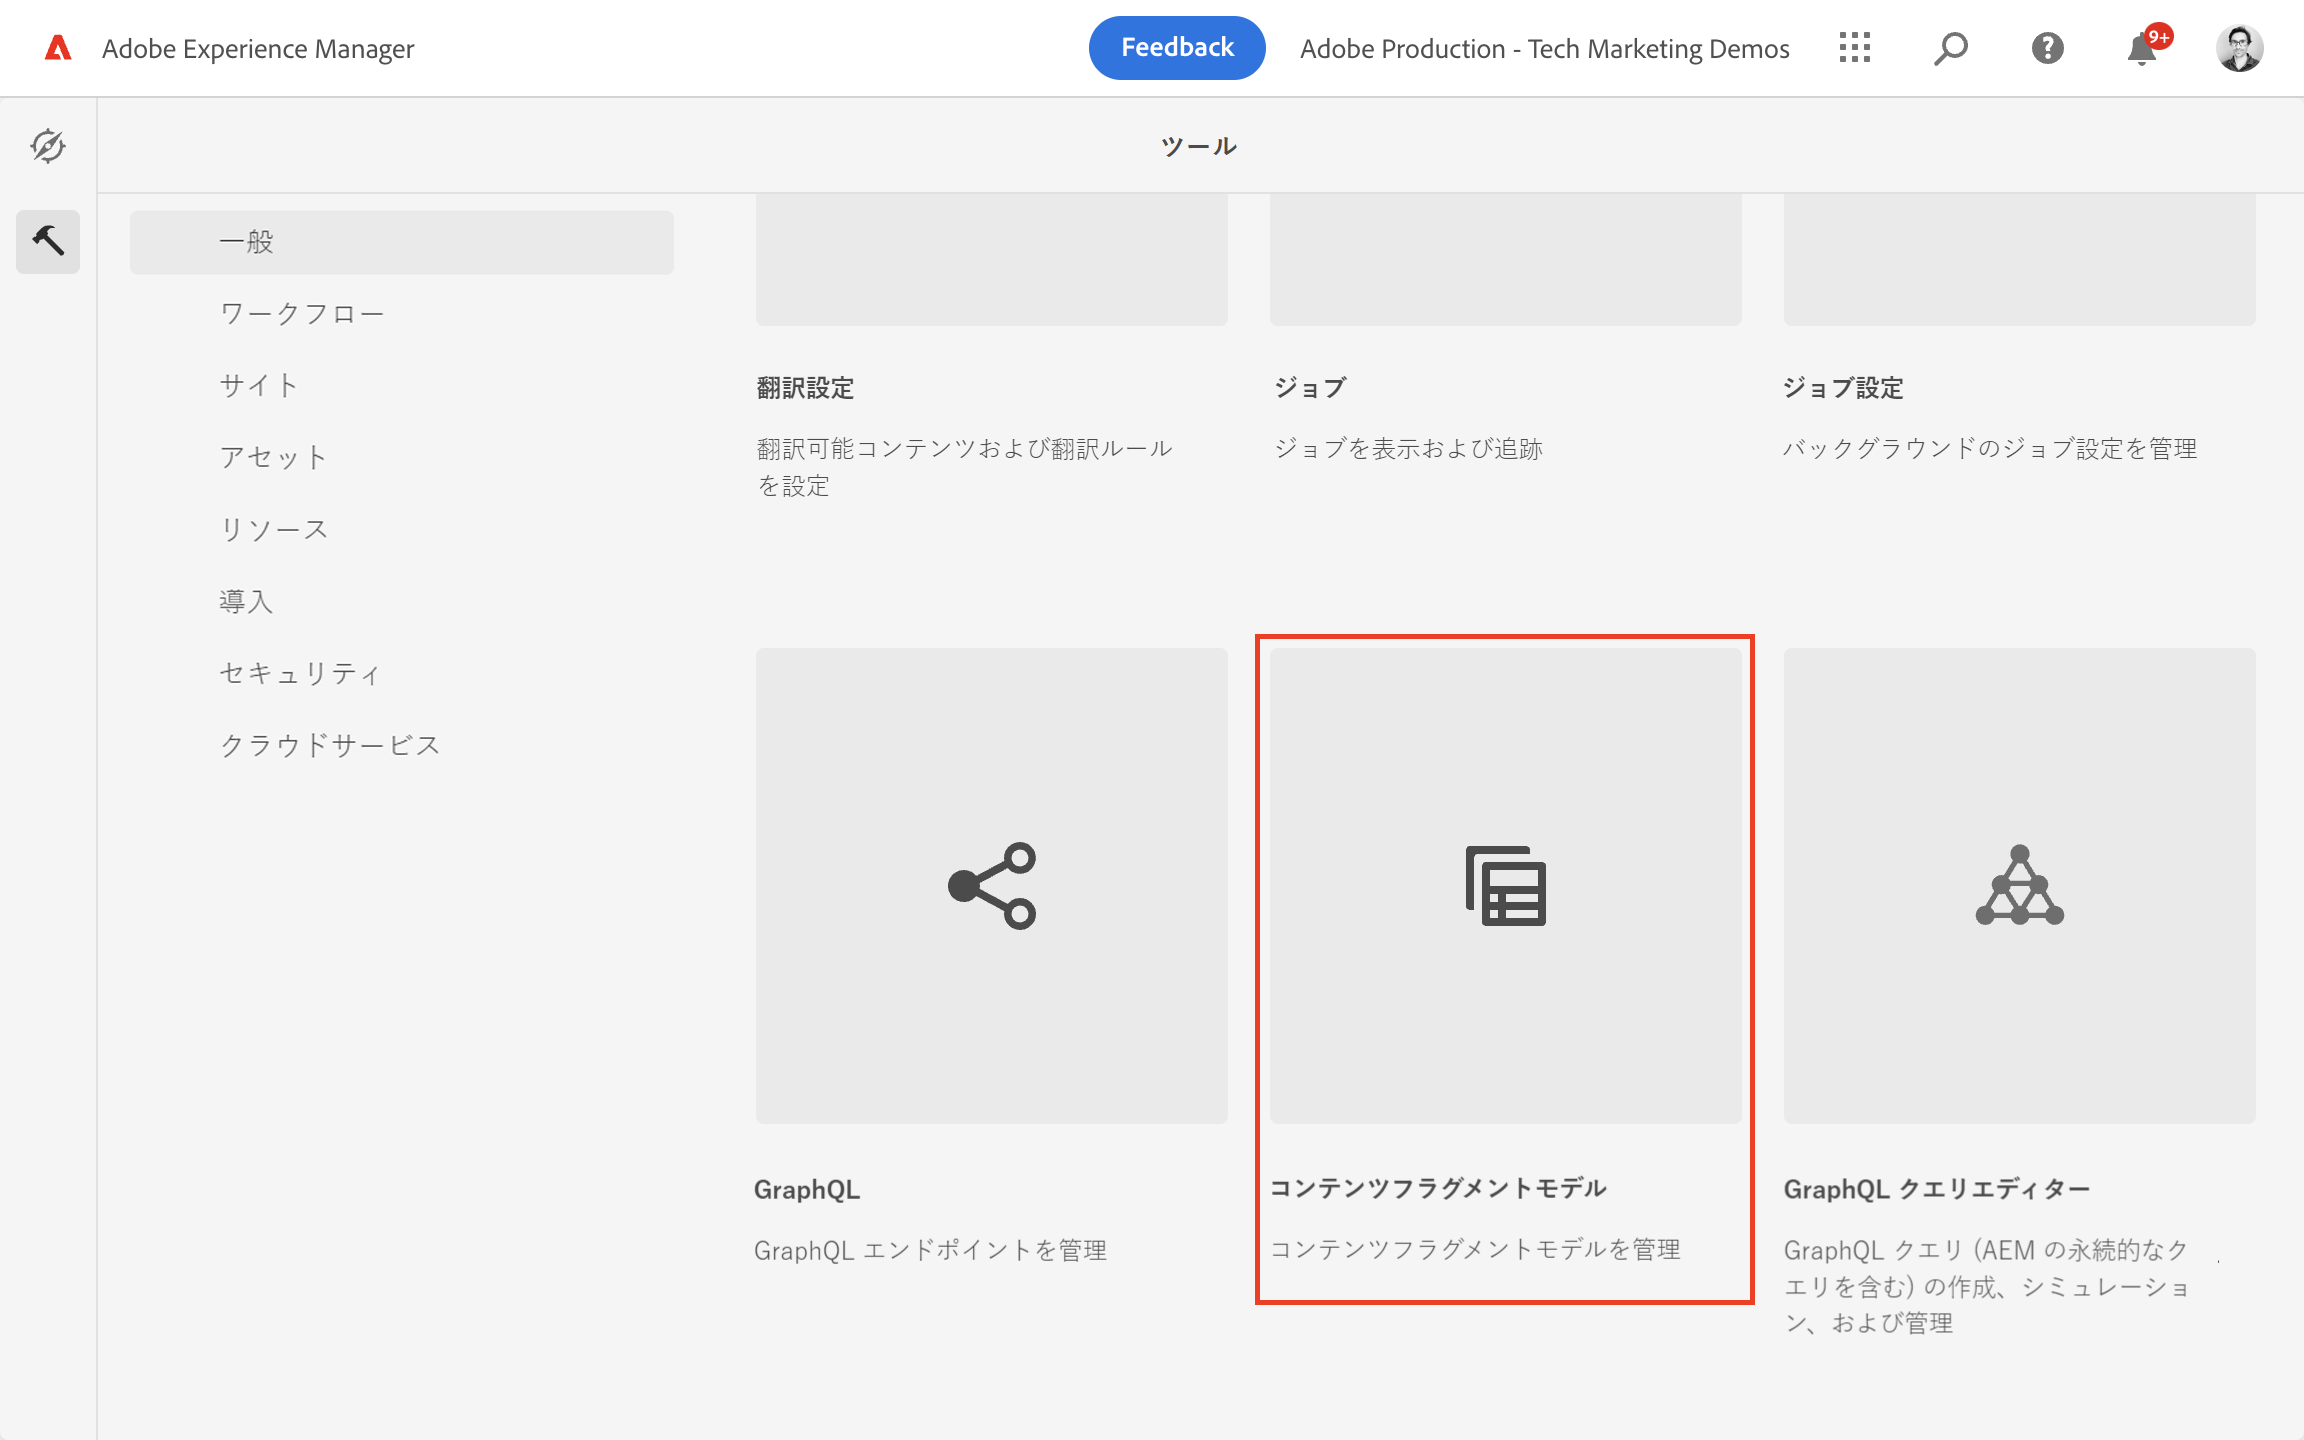 Adobe Experience Manager
Feedback
Adobe Production - Tech Marketing Demos
9+
ツール
一般
ワークフロー
サイト
アセット
リソース
導入
セキュリティ
クラウドサービス
翻訳設定
翻訳可能コンテンツおよび翻訳ルール
を設定
ジョブ
ジョブを表示および追跡
ジョブ設定
バックグラウンドのジョブ設定を管理
GraphQL
GraphQL エンドポイントを管理
コンテンツフラグメントモデル
コンテンツフラグメントモデルを管理
GraphQL クエリエディター
GraphQL クエリ (AEM の永続的なク
エリを含む) の作成、シミュレーショ
ン、および管理